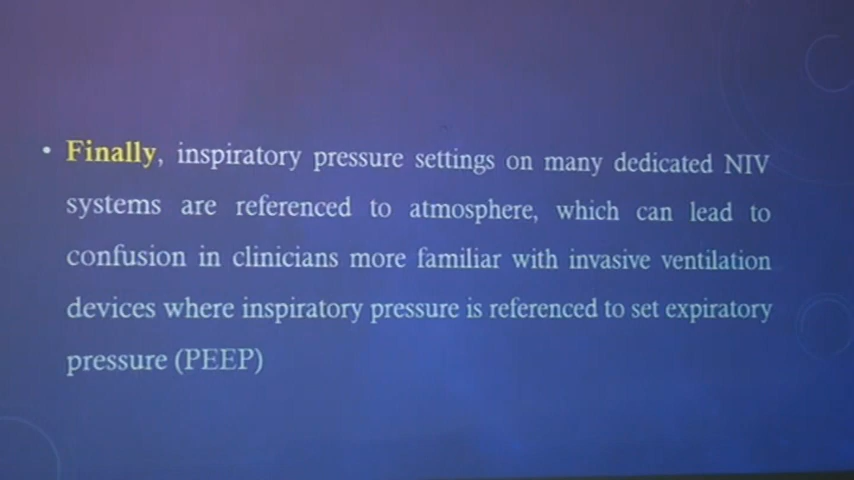 • Finally, inspiratory pressure settings on many dedicated NIV
systems are referenced to atmosphere, which can lead to
confusion in clinicians more familiar with invasive ventilation
devices where inspiratory pressure is referenced to set expiratory
pressure (PEEP)